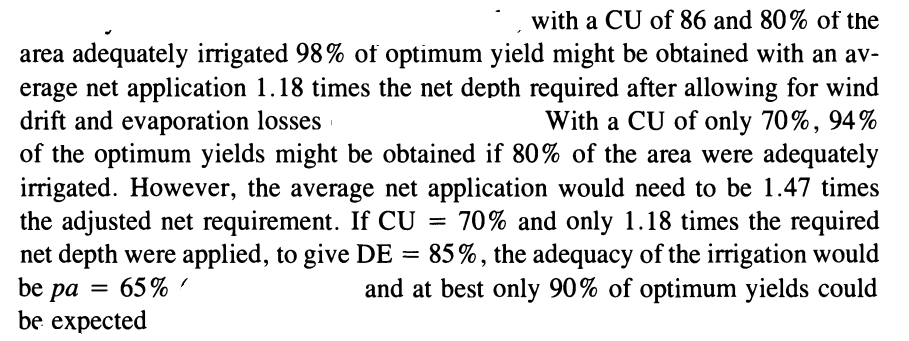 with a CU of 86 and 80% of the
area adequately irrigated 98% of optimum yield might be obtained with an av-
erage net application 1.18 times the net depth required after allowing for wind
drift and evaporation losses With a CU of only 70%, 94%
of the optimum yields might be obtained if 80% of the area were adequately
irrigated. However, the average net application would need to be 1.47 times
the adjusted net requirement. If CU = 70% and only 1.18 times the required
net depth were applied, to give DE = 85%, the adequacy of the irrigation would
be pa = 65% and at best only 90% of optimum yields could
be expected